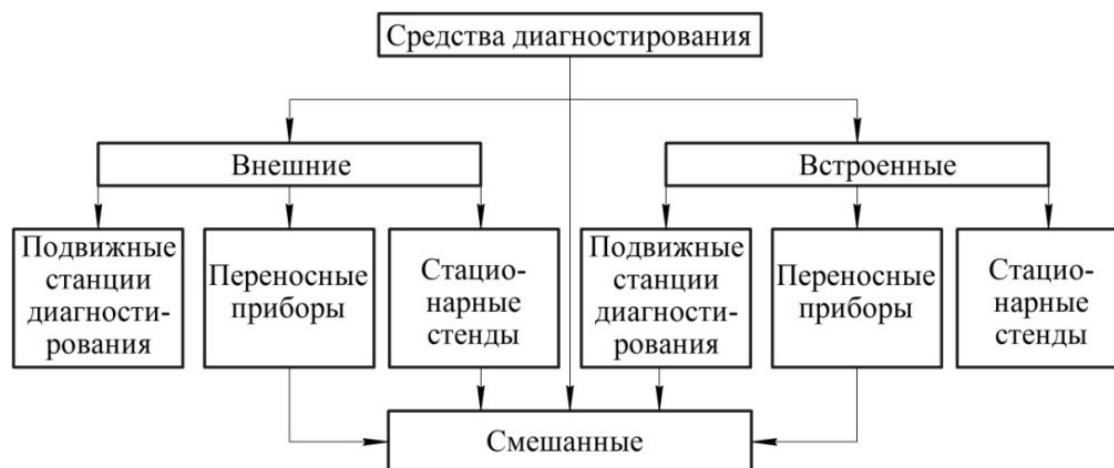 Средства диагностирования
Внешние
Встроенные
Подвижные
станции
диагности-
рования
Переносные
приборы
Стацио-
нарные
стенды
Подвижные
станции
диагности-
рования
Переносные
приборы
Стацио-
нарные
стенды
Смешанные